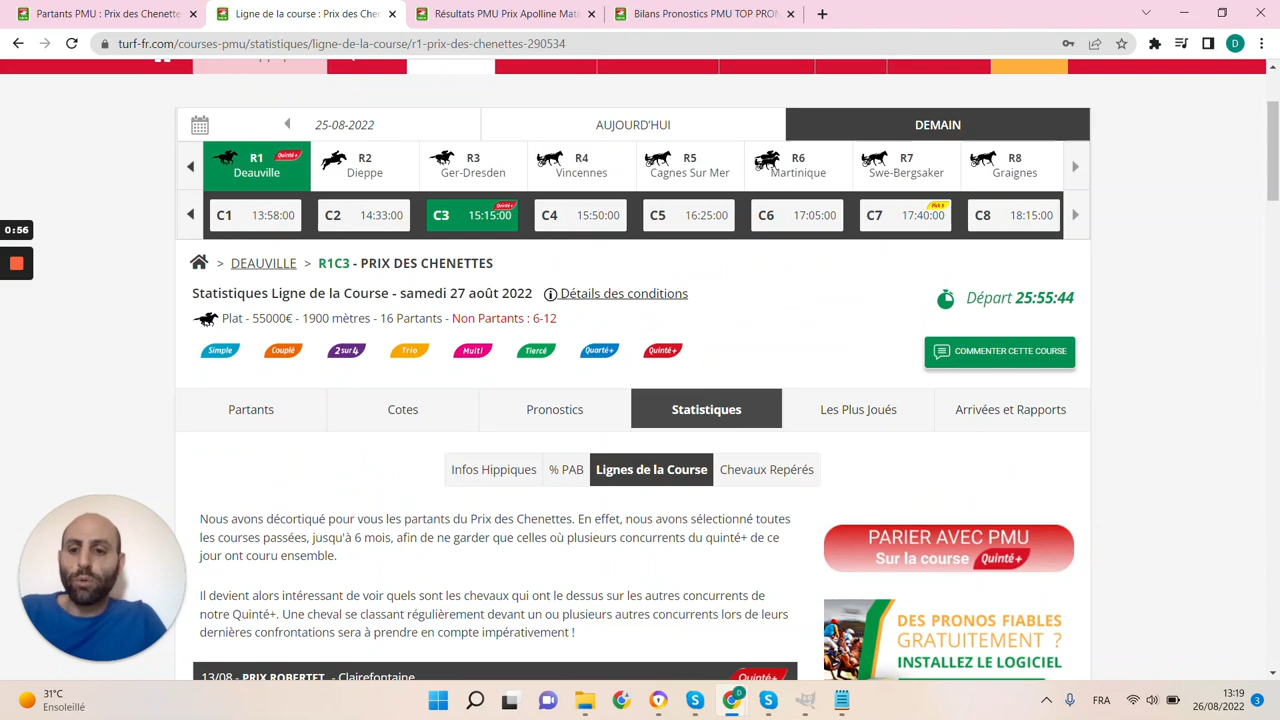 Partants PMU : Prix des Chenette
Ligne de la course : Prix des Che
Résultats PMU Prix Apolline Mati
Bilans Pronostics PMU TOP PRON
turf-fr.com/courses-pmu/statistiques/ligne-de-la-course/r1-prix-des-chenettes-290534
25-08-2022
AUJOURD'HUI
DEMAIN
R1 Quinté+
Deauville
R2
Dieppe
R3
Ger-Dresden
R4
Vincennes
R5
Cagnes Sur Mer
R6
Martinique
R7
Swe-Bergsaker
R8
Graignes
C1 13:58:00
C2 14:33:00
C3 15:15:00 Quinté+
C4 15:50:00
C5 16:25:00
C6 17:05:00
C7 17:40:00 Pick 5
C8 18:15:00
0:56
> DEAUVILLE > R1C3 - PRIX DES CHENETTES
Statistiques Ligne de la Course - samedi 27 août 2022 Détails des conditions
Départ 25:55:44
Plat - 55000€ - 1900 mètres - 16 Partants - Non Partants : 6-12
Simple Couplé 2sur4 Trio Multi Tiercé Quarté+ Quinté+
COMMENTER CETTE COURSE
Partants Cotes Pronostics Statistiques Les Plus Joués Arrivées et Rapports
Infos Hippiques % PAB Lignes de la Course Chevaux Repérés
Nous avons décortiqué pour vous les partants du Prix des Chenettes. En effet, nous avons sélectionné toutes
les courses passées, jusqu'à 6 mois, afin de ne garder que celles où plusieurs concurrents du quinté+ de ce
jour ont couru ensemble.
Il devient alors intéressant de voir quels sont les chevaux qui ont le dessus sur les autres concurrents de
notre Quinté+. Une cheval se classant régulièrement devant un ou plusieurs autres concurrents lors de leurs
dernières confrontations sera à prendre en compte impérativement !
13/08 - PRIX ROBERTET - Clairefontaine Quinté+
PARIER AVEC PMU
Sur la course Quinté+
DES PRONOS FIABLES
GRATUITEMENT ?
INSTALLEZ LE LOGICIEL
31°C
Ensoleillé
FRA
13:19
26/08/2022
3